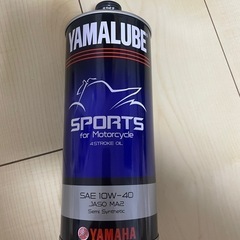 YAMALUBE
SPORTS
for Motorcycle
4STROKE OIL
SAE 10W-40
JASO MA2
Semi Synthetic
YAMAHA